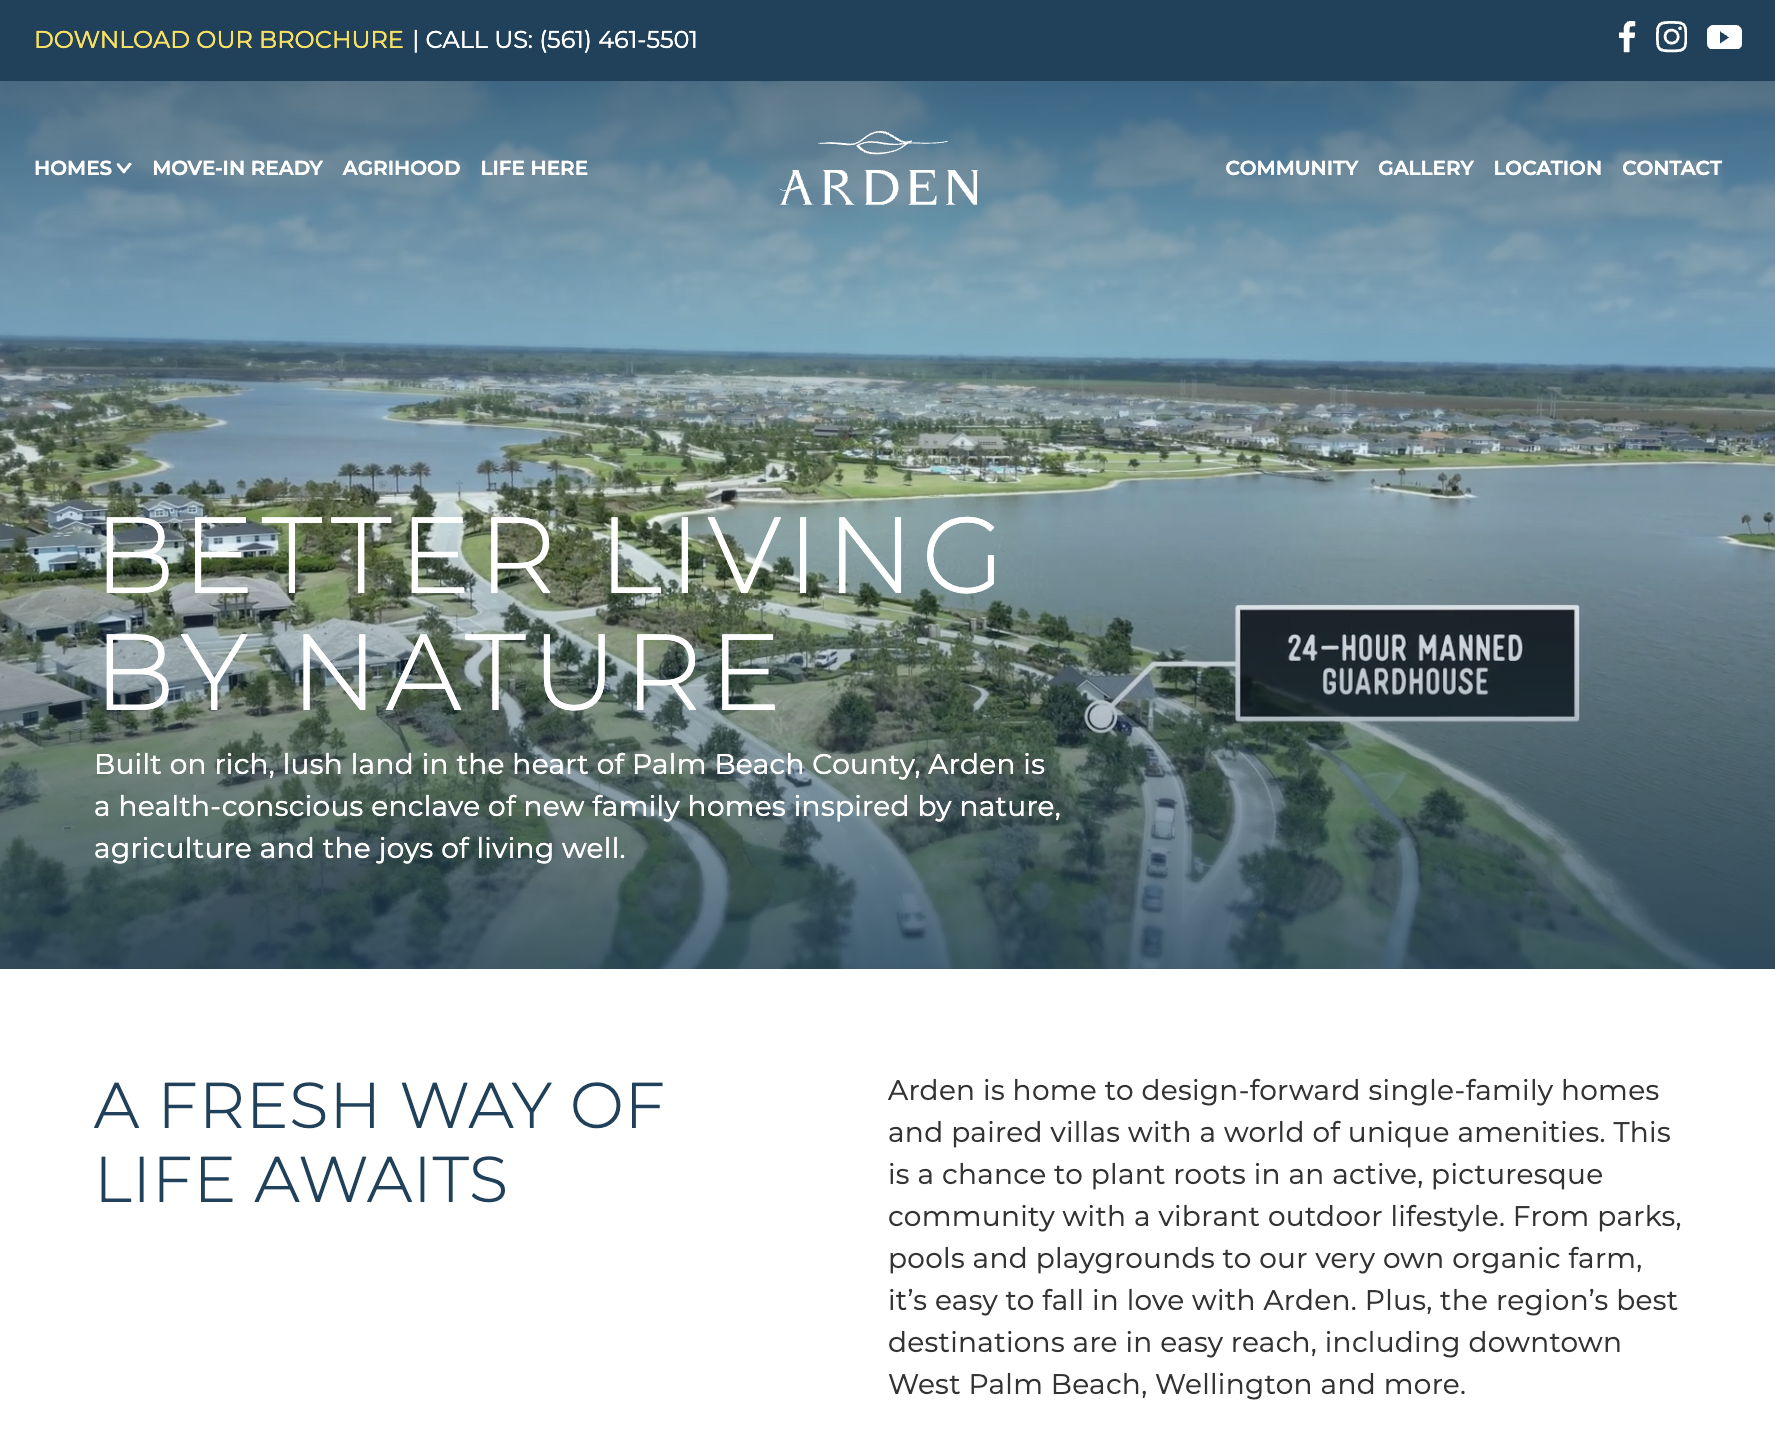 DOWNLOAD OUR BROCHURE | CALL US: (561) 461-5501
HOMES MOVE-IN READY AGRIHOOD LIFE HERE
ARDEN
COMMUNITY GALLERY LOCATION CONTACT
BETTER LIVING
BY NATURE
24-HOUR MANNED
GUARDHOUSE
Built on rich, lush land in the heart of Palm Beach County, Arden is
a health-conscious enclave of new family homes inspired by nature,
agriculture and the joys of living well.
A FRESH WAY OF
LIFE AWAITS
Arden is home to design-forward single-family homes
and paired villas with a world of unique amenities. This
is a chance to plant roots in an active, picturesque
community with a vibrant outdoor lifestyle. From parks,
pools and playgrounds to our very own organic farm,
it’s easy to fall in love with Arden. Plus, the region’s best
destinations are in easy reach, including downtown
West Palm Beach, Wellington and more.